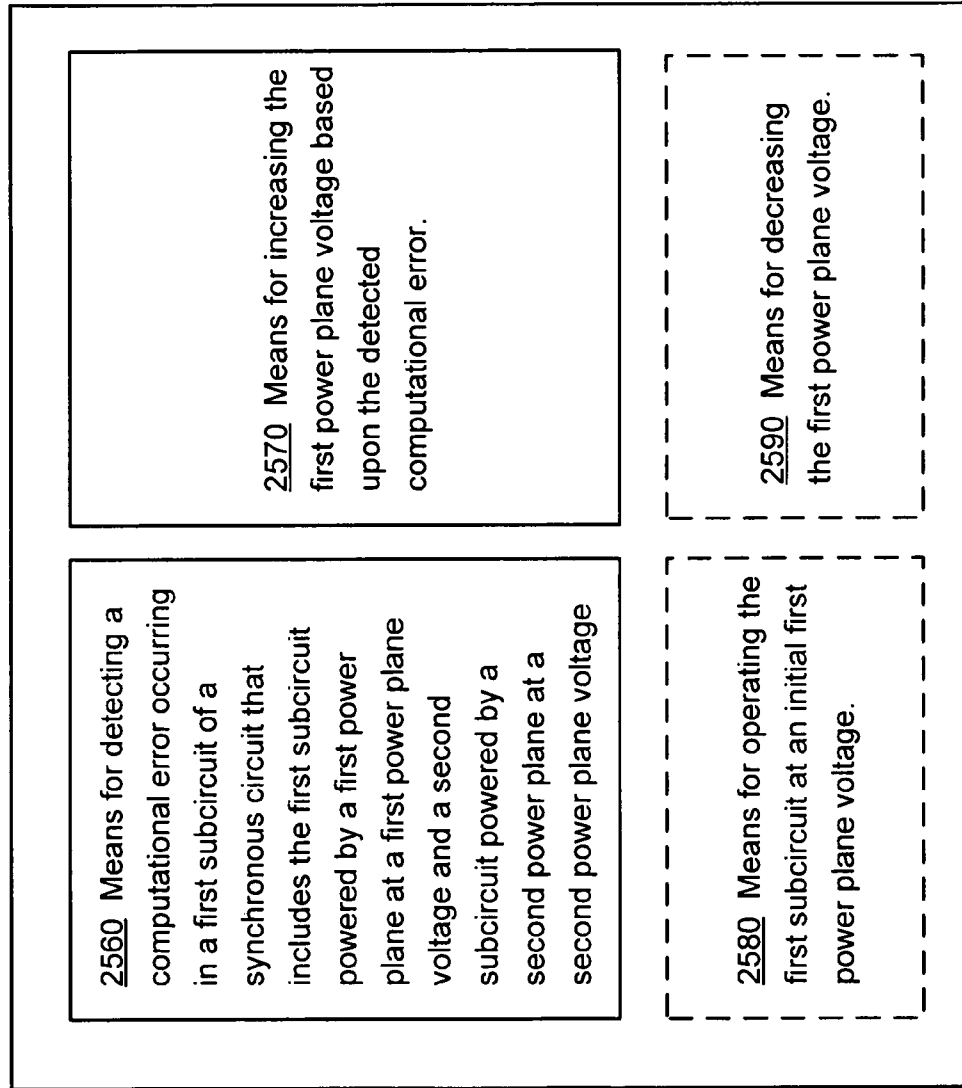 2560 Means for detecting a
computational error occurring
in a first subcircuit of a
synchronous circuit that
includes the first subcircuit
powered by a first power
plane at a first power plane
voltage and a second
subcircuit powered by a
second power plane at a
second power plane voltage
2570 Means for increasing the
first power plane voltage based
upon the detected
computational error.
2580 Means for operating the
first subcircuit at an initial first
power plane voltage.
2590 Means for decreasing
the first power plane voltage.